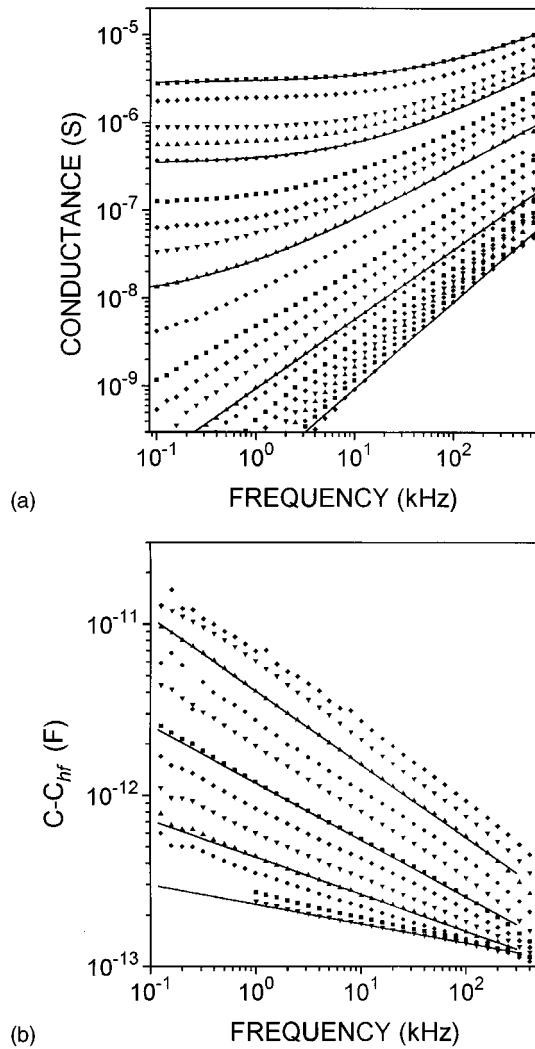 10⁻⁵
10⁻⁶
10⁻⁷
10⁻⁸
10⁻⁹
CONDUCTANCE (S)
10⁻¹ 10⁰ 10¹ 10²
FREQUENCY (kHz)
(a)
10⁻¹¹
10⁻¹²
10⁻¹³
C-C_hf (F)
10⁻¹ 10⁰ 10¹ 10²
FREQUENCY (kHz)
(b)